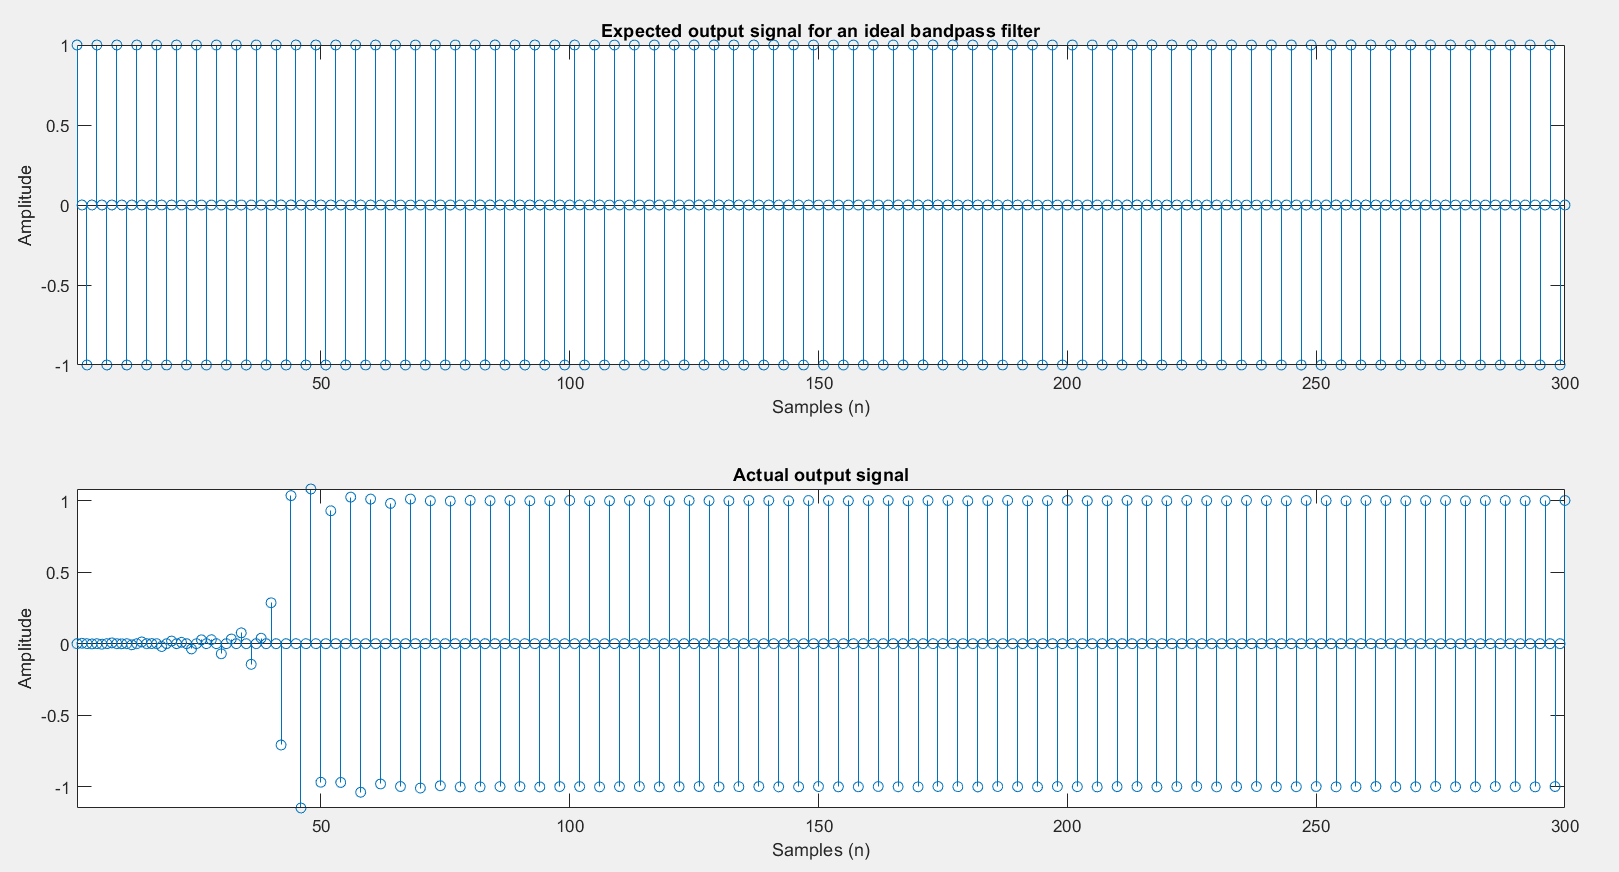 Expected output signal for an ideal bandpass filter
1
0.5
0
-0.5
-1
Amplitude
50 100 150 200 250 300
Samples (n)
Actual output signal
1
0.5
0
-0.5
-1
Amplitude
50 100 150 200 250 300
Samples (n)